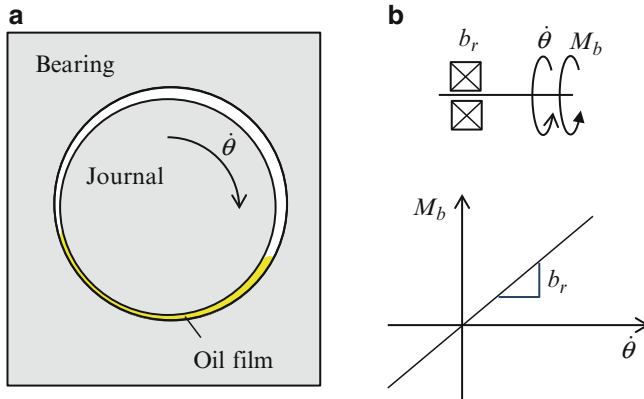 a
Bearing
θ̇
Journal
Oil film
b
b_r
θ̇ M_b
M_b
b_r
θ̇